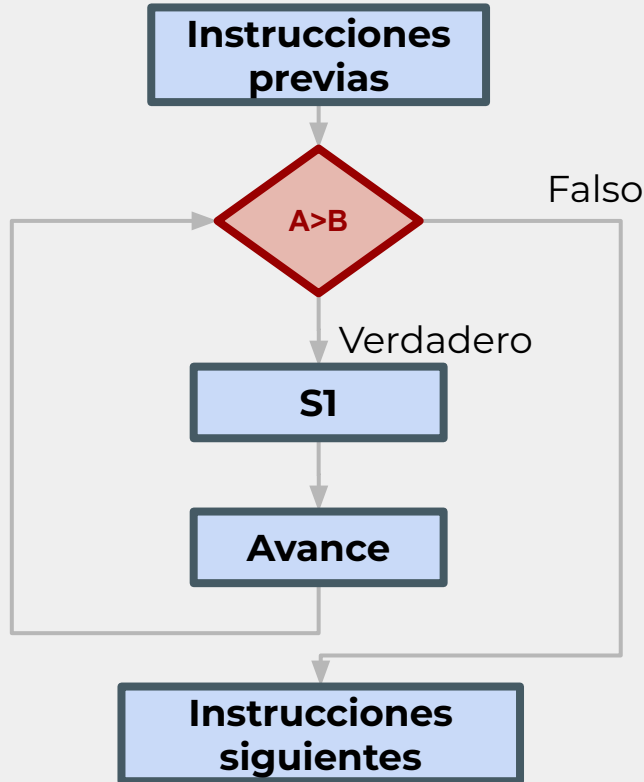 Instrucciones
previas
Falso
A>B
Verdadero
S1
Avance
Instrucciones
siguientes